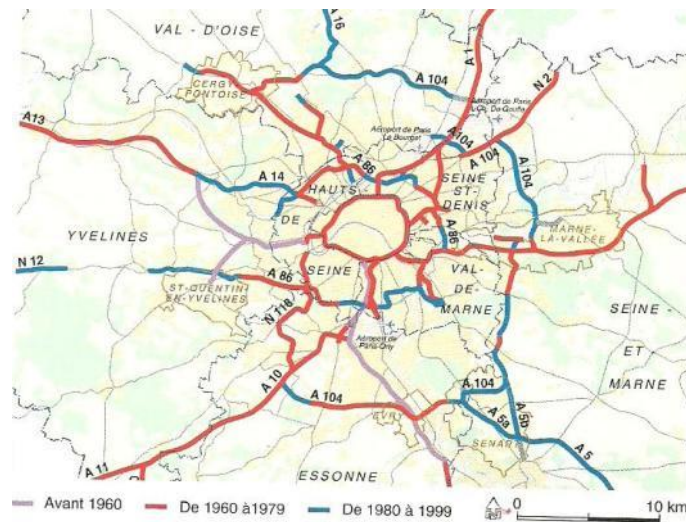 VAL - D'OISE
A 16
A 1
N 2
CERGY
PONTOISE
A 104
Aéroport de Paris
Aéroport de Paris
Le Bourget
A13
A 104
A 104
A 86
A 104
A 14
HAUTS
SEINE
ST-
DENIS
DE
A 86
MARNE-
LA-VALLÉE
YVELINES
N 12
A 86
SEINE
VAL-
DE-
MARNE
ST-QUENTIN
EN-YVELINES
N 118
SEINE -
ET
MARNE
Aéroport de
Paris-Orly
A 10
A 104
A 104
EVRY
A 5a
A 5b
SENART
A 5
A 11
ESSONNE
Avant 1960
De 1960 à 1979
De 1980 à 1999
0
10 km